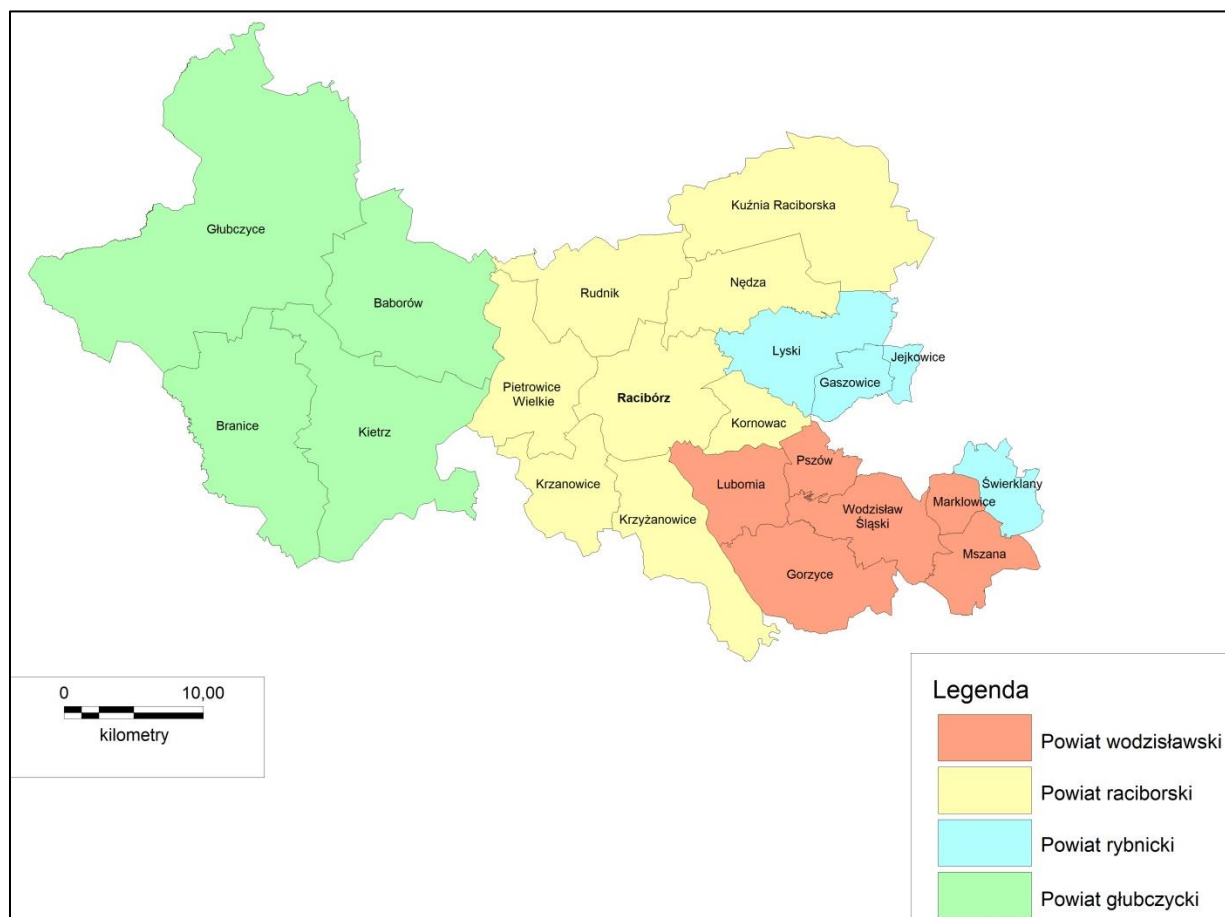 Kuźnia Raciborska
Głubczyce
Rudnik
Nędza
Baborów
Lyski
Jejkowice
Gaszowice
Pietrowice
Wielkie
Racibórz
Kornowac
Branice
Kietrz
Pszów
Krzanowice
Lubomia
Świerklany
Marklowice
Wodzisław
Śląski
Krzyżanowice
Mszana
Gorzyce
0 10,00
kilometry
Legenda
Powiat wodzisławski
Powiat raciborski
Powiat rybnicki
Powiat głubczycki